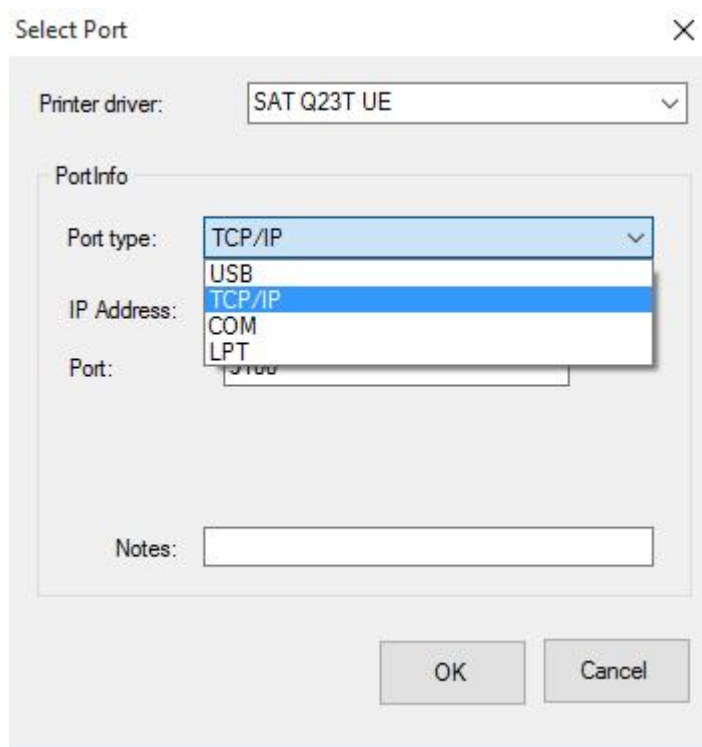 Select Port
Printer driver: SAT Q23T UE
PortInfo
Port type: TCP/IP
USB
IP Address: TCP/IP
COM
LPT
Port:
Notes:
OK Cancel